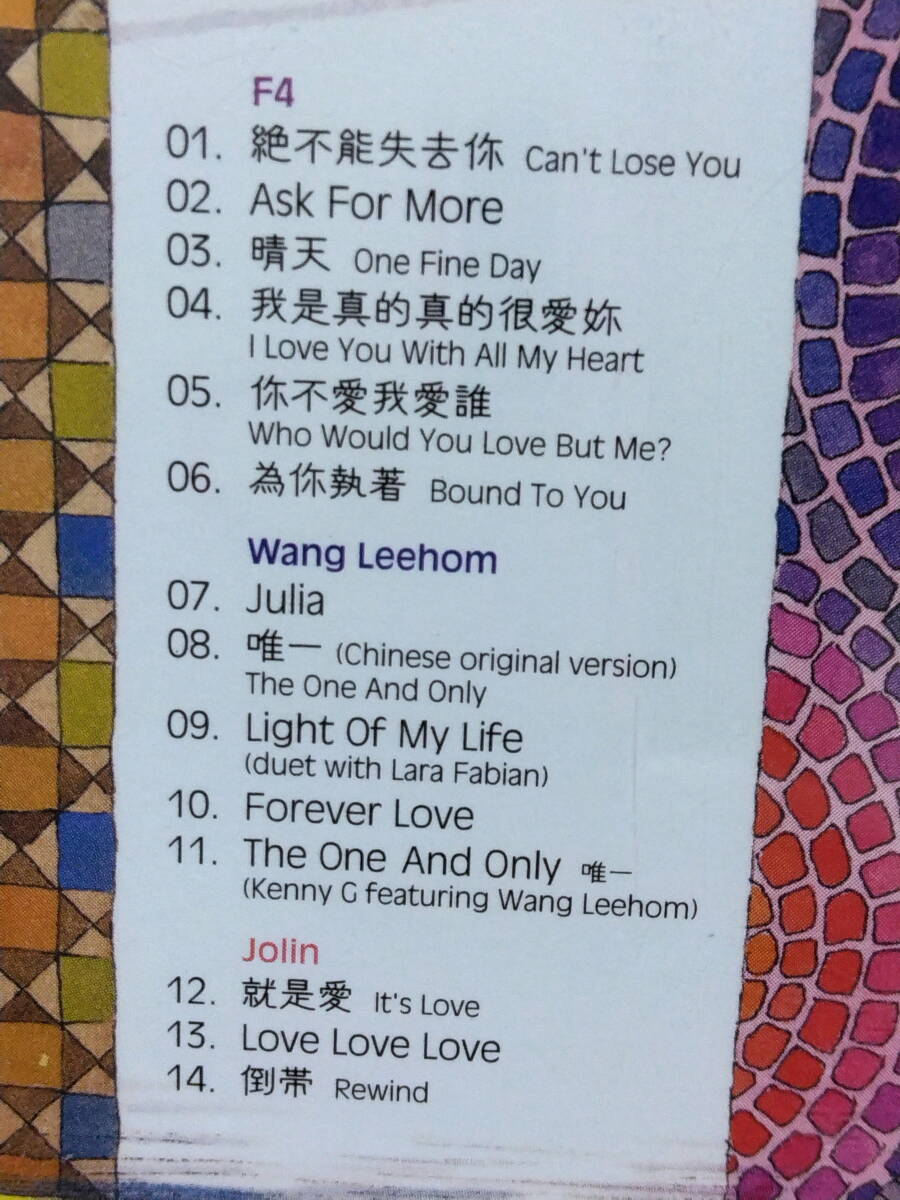 F4
01. 絶不能失去你 Can't Lose You
02. Ask For More
03. 晴天 One Fine Day
04. 我是真的真的很愛妳
I Love You With All My Heart
05. 你不愛我愛誰
Who Would You Love But Me?
06. 為你執著 Bound To You
Wang Leehom
07. Julia
08. 唯一 (Chinese original version)
The One And Only
09. Light Of My Life
(duet with Lara Fabian)
10. Forever Love
11. The One And Only 唯一
(Kenny G featuring Wang Leehom)
Jolin
12. 就是愛 It's Love
13. Love Love Love
14. 倒帯 Rewind